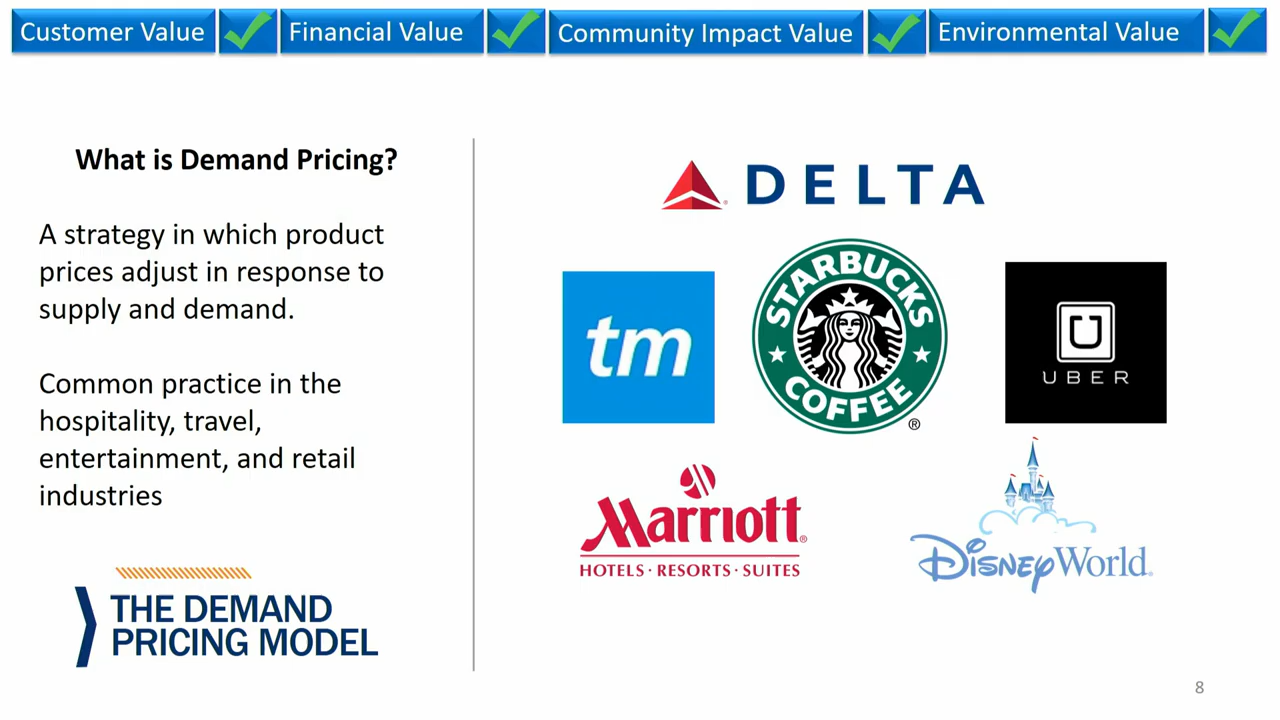 Customer Value
Financial Value
Community Impact Value
Environmental Value
What is Demand Pricing?
A strategy in which product
prices adjust in response to
supply and demand.
Common practice in the
hospitality, travel,
entertainment, and retail
industries
THE DEMAND
PRICING MODEL
DELTA
tm
STARBUCKS
COFFEE
®
U
UBER
Marriott®
HOTELS · RESORTS · SUITES
DISNEY World®
8